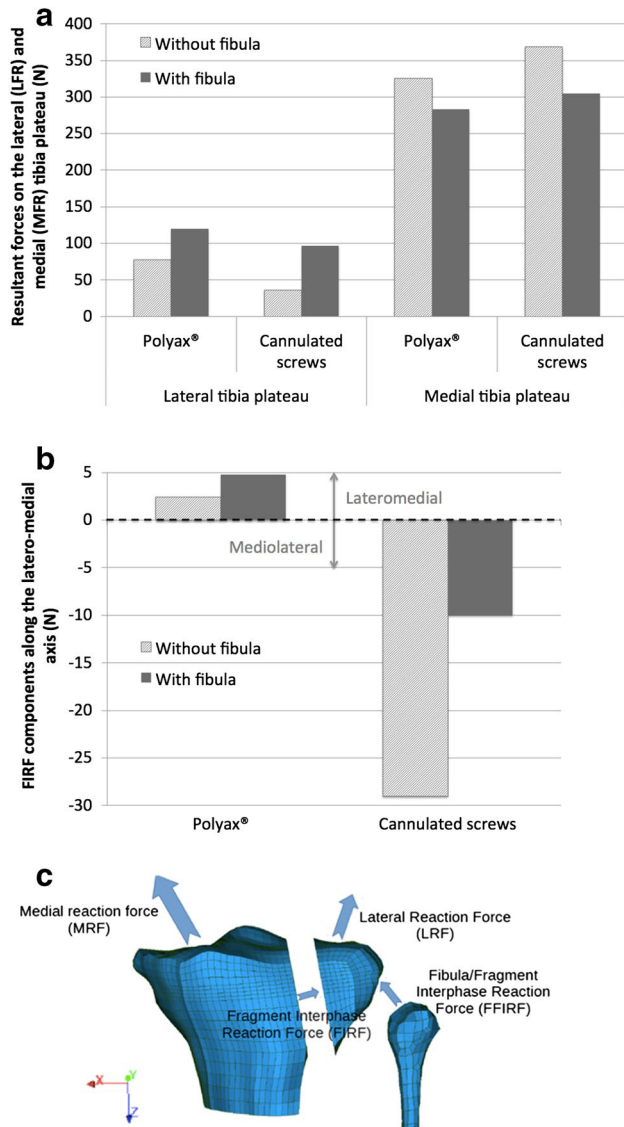 a
Resultant forces on the lateral (LFR) and
medial (MFR) tibia plateau (N)
400
350
300
250
200
150
100
50
0
Without fibula
With fibula
Polyax®
Cannulated
screws
Polyax®
Cannulated
screws
Lateral tibia plateau
Medial tibia plateau
b
FIRF components along the latero-medial
axis (N)
5
0
-5
-10
-15
-20
-25
-30
Lateromedial
Mediolateral
Without fibula
With fibula
Polyax®
Cannulated screws
c
Medial reaction force
(MRF)
Lateral Reaction Force
(LRF)
Fibula/Fragment
Interphase Reaction
Force (FFIRF)
Fragment Interphase
Reaction Force (FIRF)
X
Y
Z